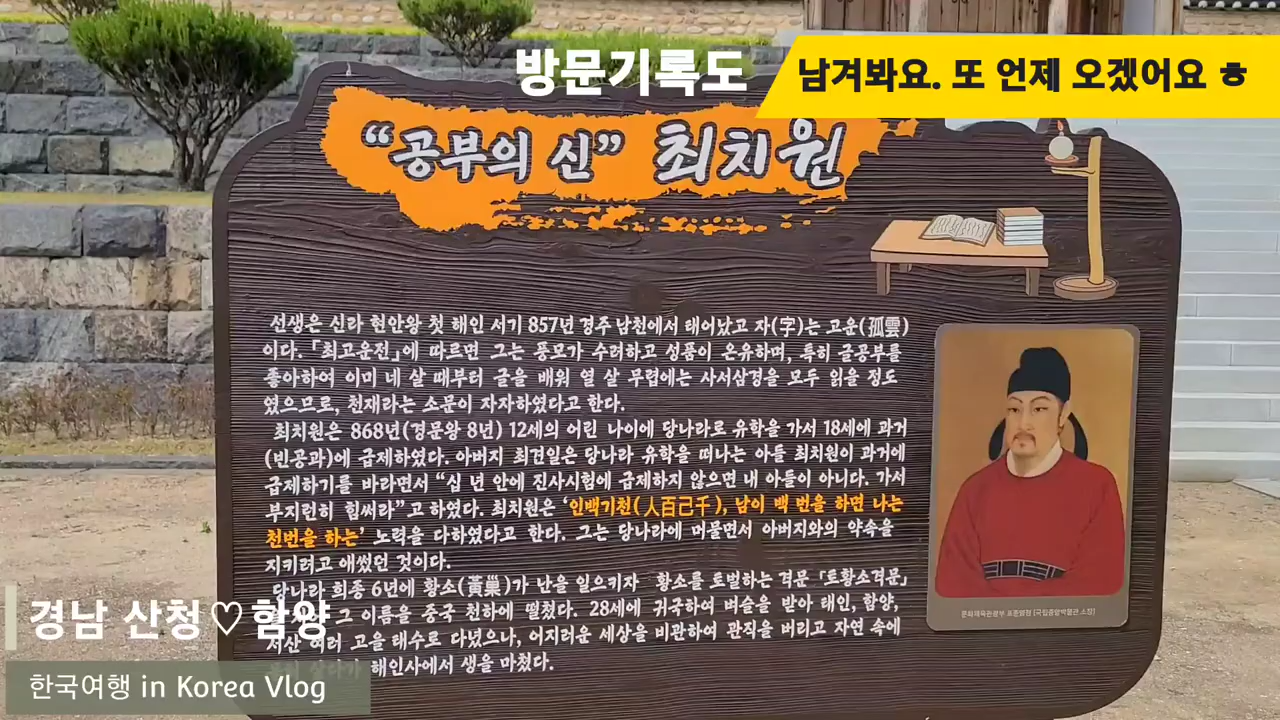 방문기록도
남겨봐요. 또 언제 오겠어요 ㅎ
“공부의 신” 최치원
선생은 신라 헌안왕 첫 해인 서기 857년 경주 남천에서 태어났고 자(字)는 고운(孤雲)
이다. 「최고운전」에 따르면 그는 풍모가 수려하고 성품이 온유하며, 특히 글공부를
좋아하여 이미 네 살 때부터 글을 배워 열 살 무렵에는 사서삼경을 모두 읽을 정도
였으므로, 천재라는 소문이 자자하였다고 한다.
최치원은 868년(경문왕 8년) 12세의 어린 나이에 당나라로 유학을 가서 18세에 과거
(빈공과)에 급제하였다. 아버지 최견일은 당나라 유학을 떠나는 아들 최치원이 과거에
급제하기를 바라면서 “십 년 안에 진사시험에 급제하지 않으면 내 아들이 아니다. 가서
부지런히 힘써라”고 하였다. 최치원은 ‘인백기천(人百己千), 남이 백 번을 하면 나는
천번을 하는’ 노력을 다하였다고 한다. 그는 당나라에 머물면서 아버지와의 약속을
지키려고 애썼던 것이다.
당나라 희종 6년에 황소(黃巢)가 난을 일으키자 황소를 토벌하는 격문 「토황소격문」
그 이름을 중국 천하에 떨쳤다. 28세에 귀국하여 벼슬을 받아 태인, 함양,
서산 여러 고을 태수로 다녔으나, 어지러운 세상을 비관하여 관직을 버리고 자연 속에
해인사에서 생을 마쳤다.
문화체육관광부 표준영정 [국립중앙박물관 소장]
경남 산청♡함양
한국여행 in Korea Vlog